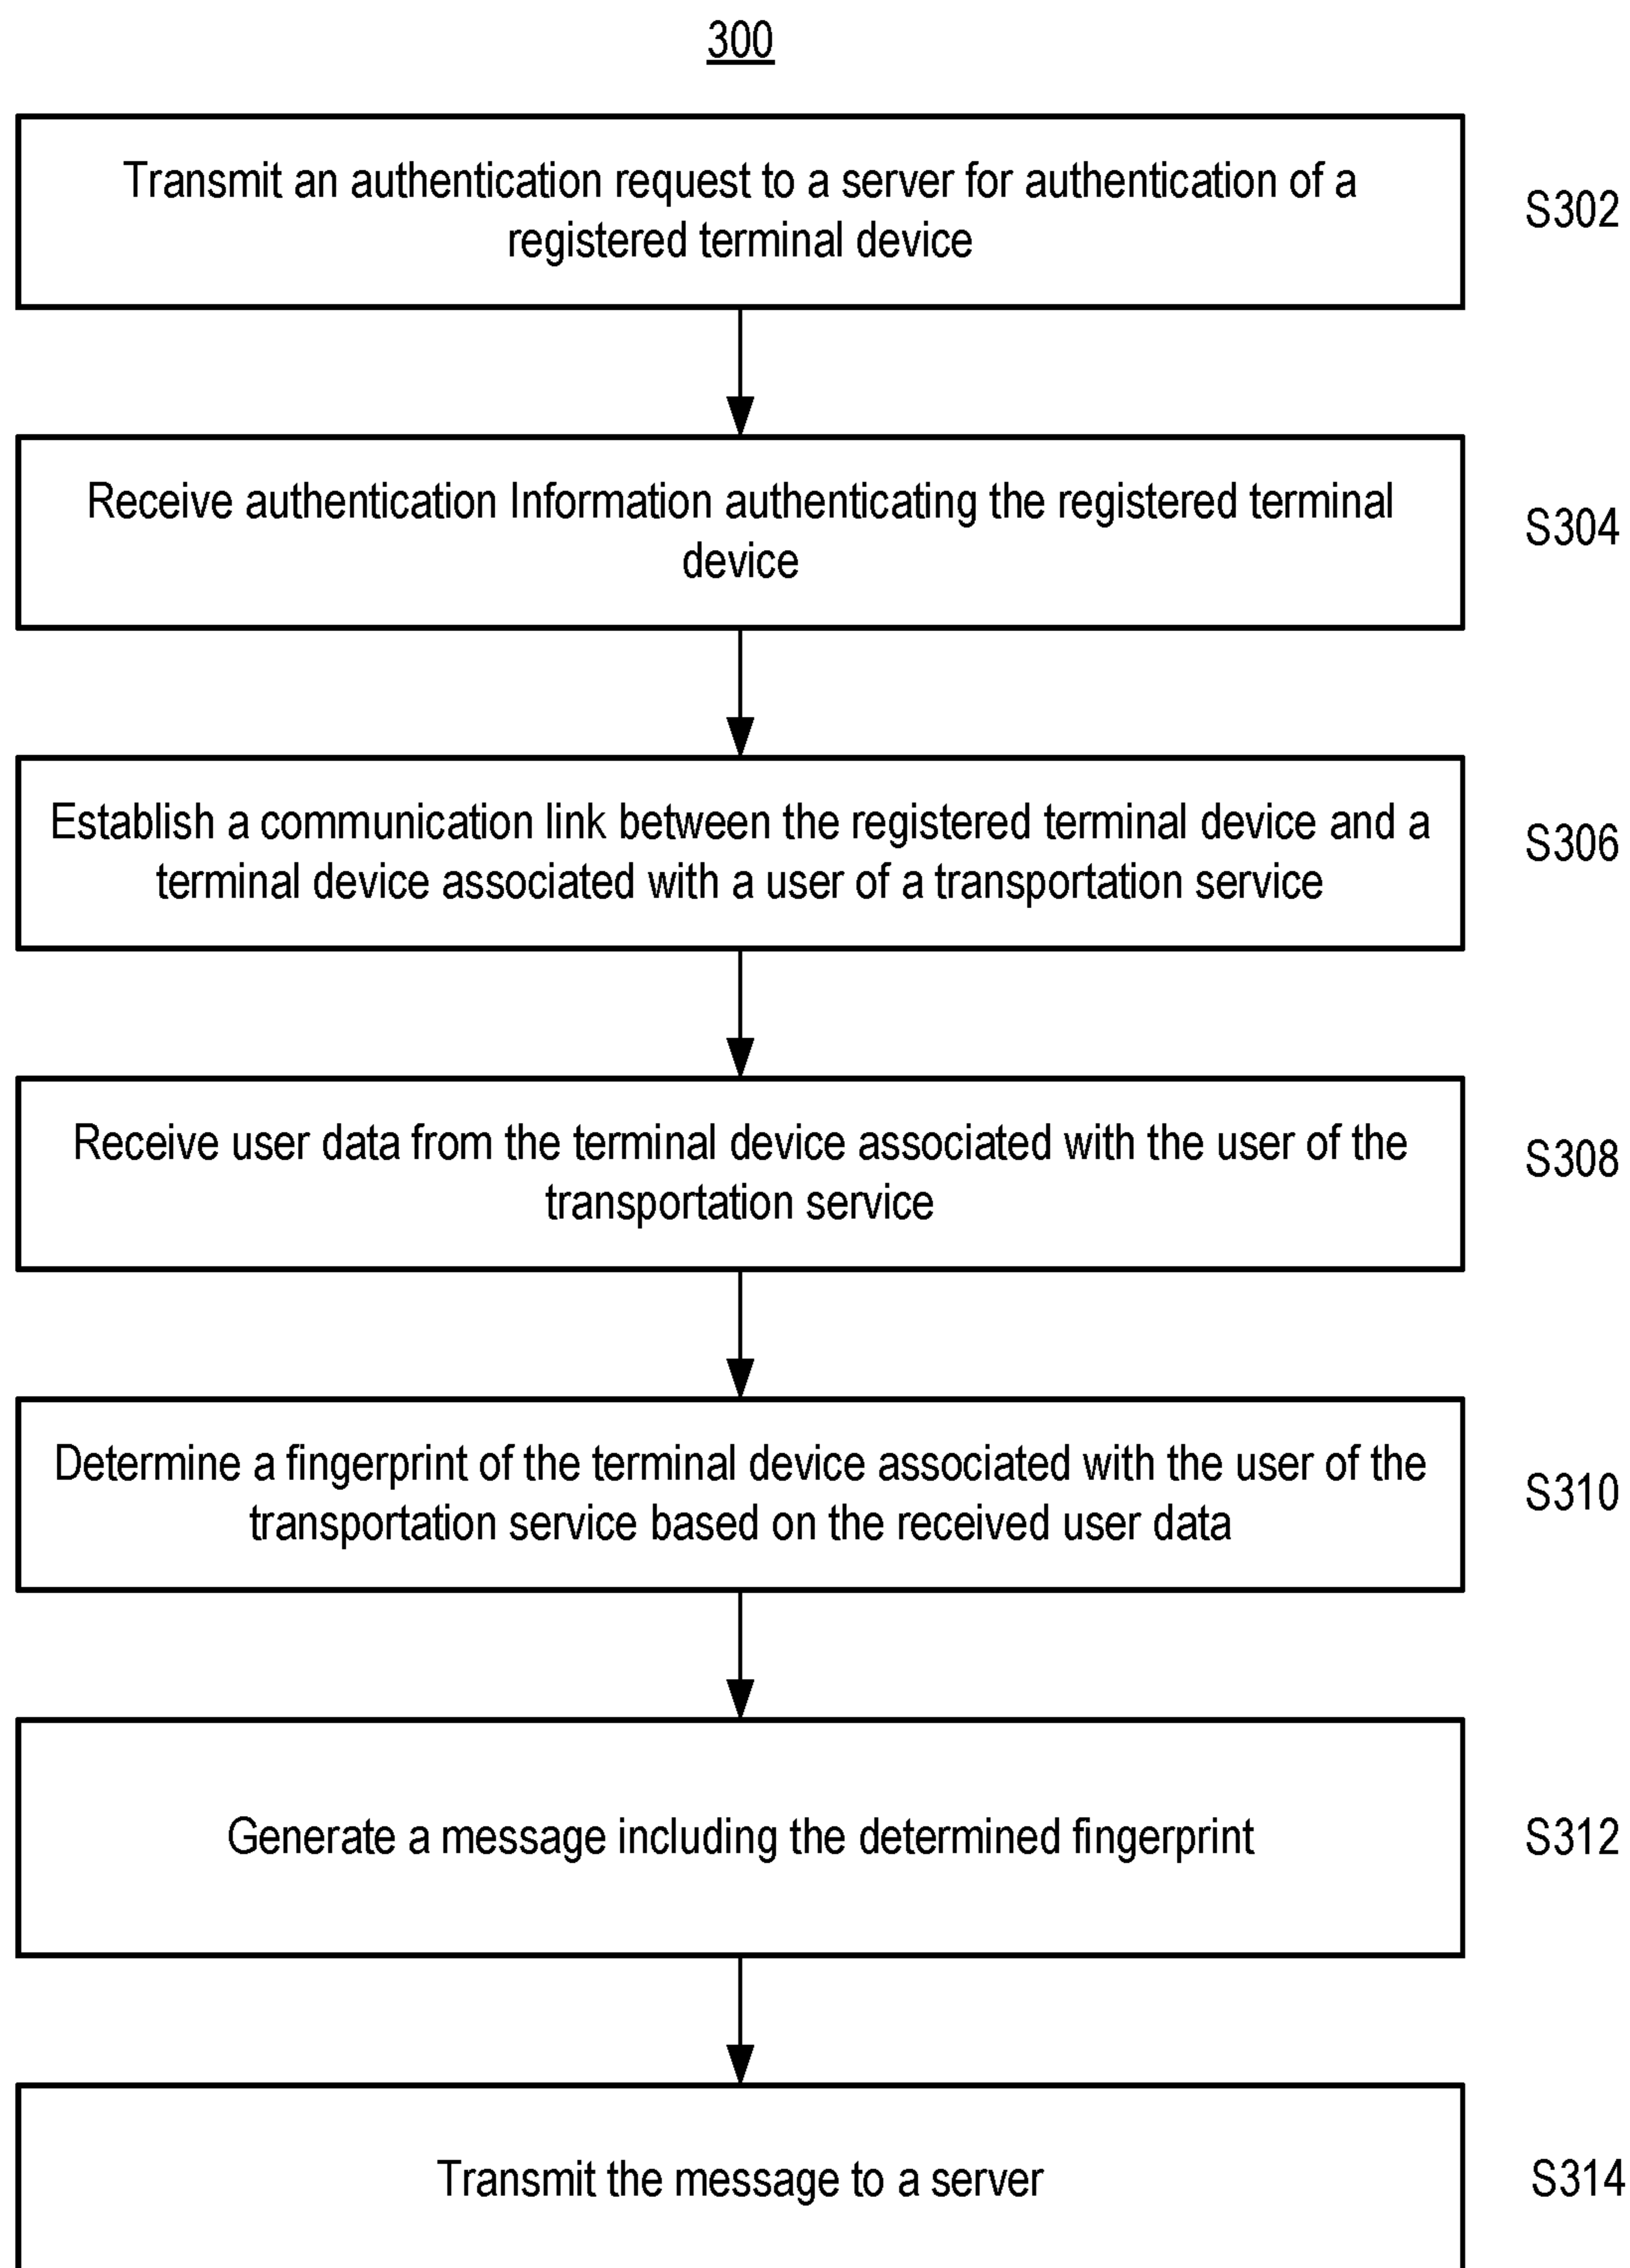 300
Transmit an authentication request to a server for authentication of a
registered terminal device
S302
Receive authentication Information authenticating the registered terminal
device
S304
Establish a communication link between the registered terminal device and a
terminal device associated with a user of a transportation service
S306
Receive user data from the terminal device associated with the user of the
transportation service
S308
Determine a fingerprint of the terminal device associated with the user of the
transportation service based on the received user data
S310
Generate a message including the determined fingerprint
S312
Transmit the message to a server
S314